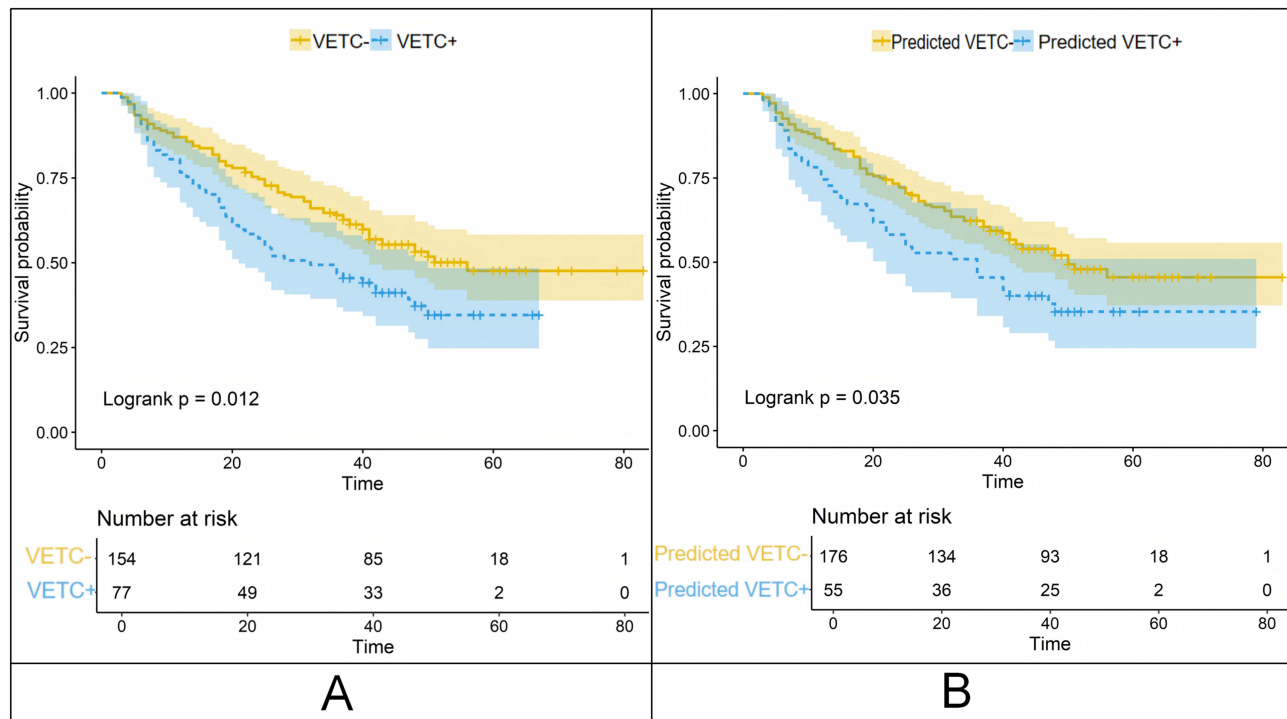 VETC- VETC+
1.00
0.75
0.50
0.25
0.00
Survival probability
Logrank p = 0.012
0 20 40 60 80
Time
Number at risk
VETC- 154 121 85 18 1
VETC+ 77 49 33 2 0
0 20 40 60 80
Time
A
Predicted VETC- Predicted VETC+
1.00
0.75
0.50
0.25
0.00
Survival probability
Logrank p = 0.035
0 20 40 60 80
Time
Number at risk
Predicted VETC- 176 134 93 18 1
Predicted VETC+ 55 36 25 2 0
0 20 40 60 80
Time
B